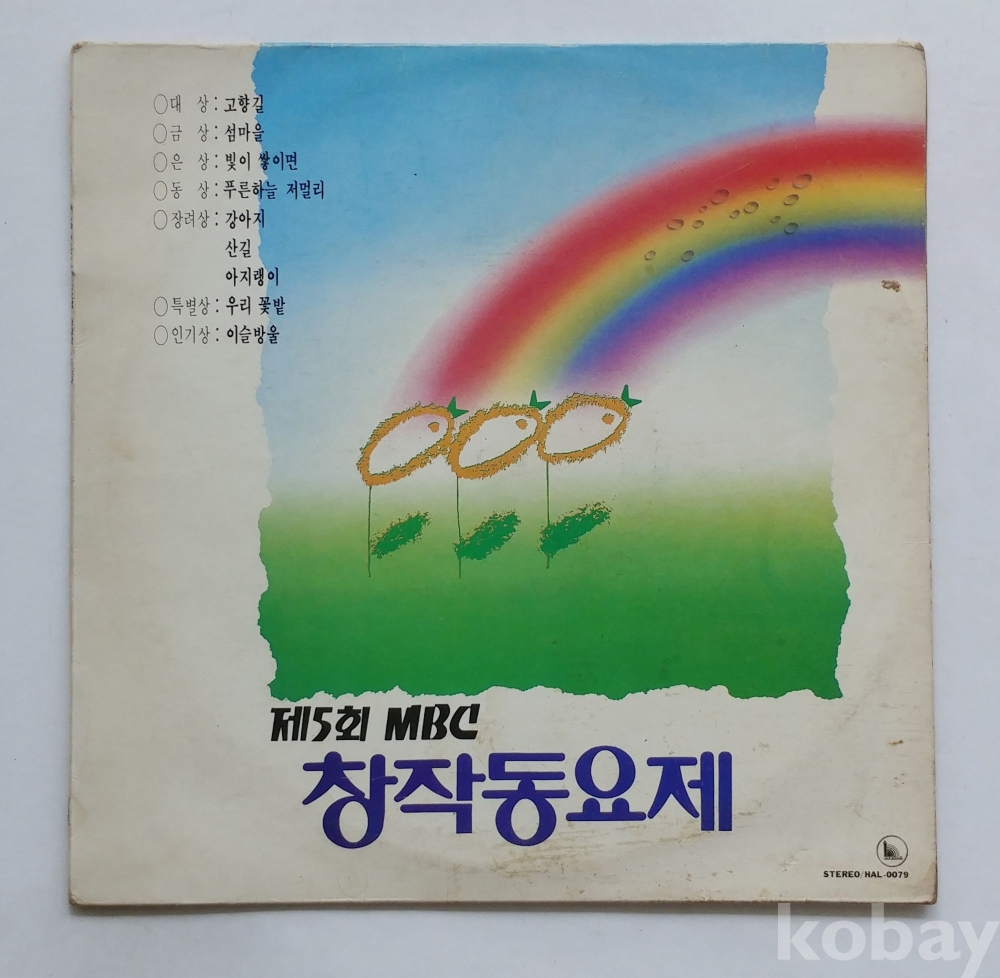 ○대 상 : 고향길
○금 상 : 섬마을
○은 상 : 빛이 쌓이면
○동 상 : 푸른하늘 저멀리
○장려상 : 강아지
산길
아지랭이
○특별상 : 우리 꽃밭
○인기상 : 이슬방울
제5회 MBC
창작동요제
STEREO/HAL-0079
kobay